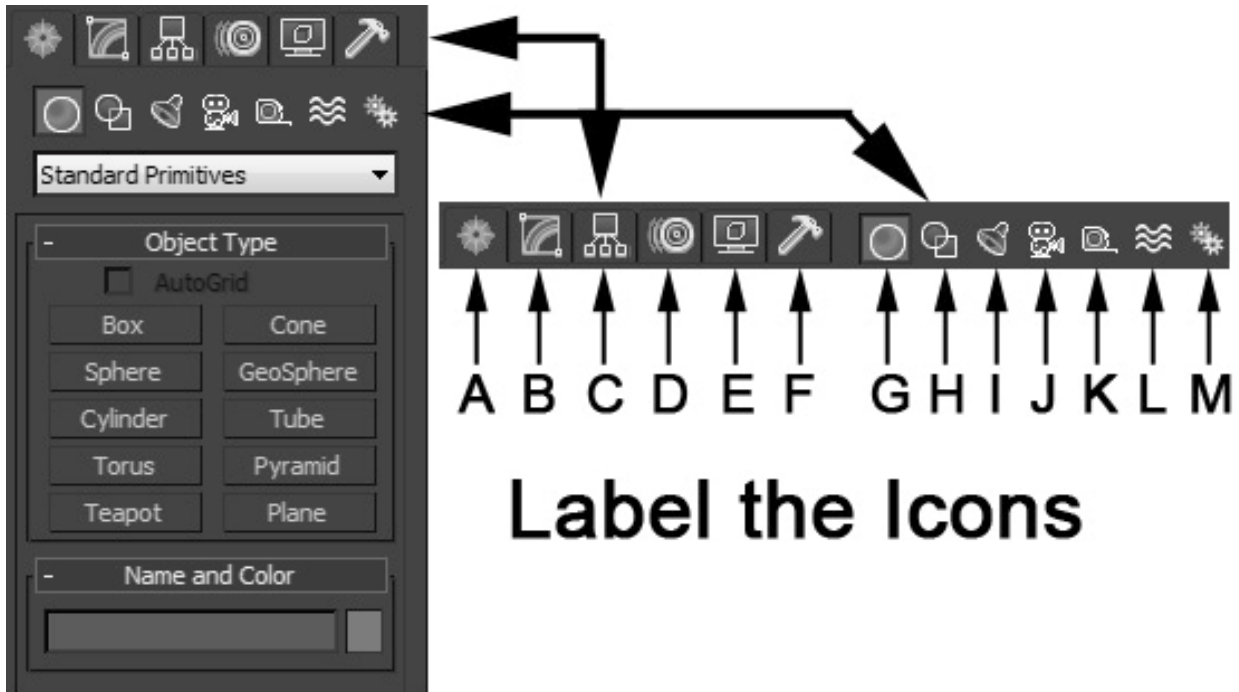 Standard Primitives
- Object Type
AutoGrid
Box Cone
Sphere GeoSphere
Cylinder Tube
Torus Pyramid
Teapot Plane
- Name and Color
A B C D E F G H I J K L M
Label the Icons